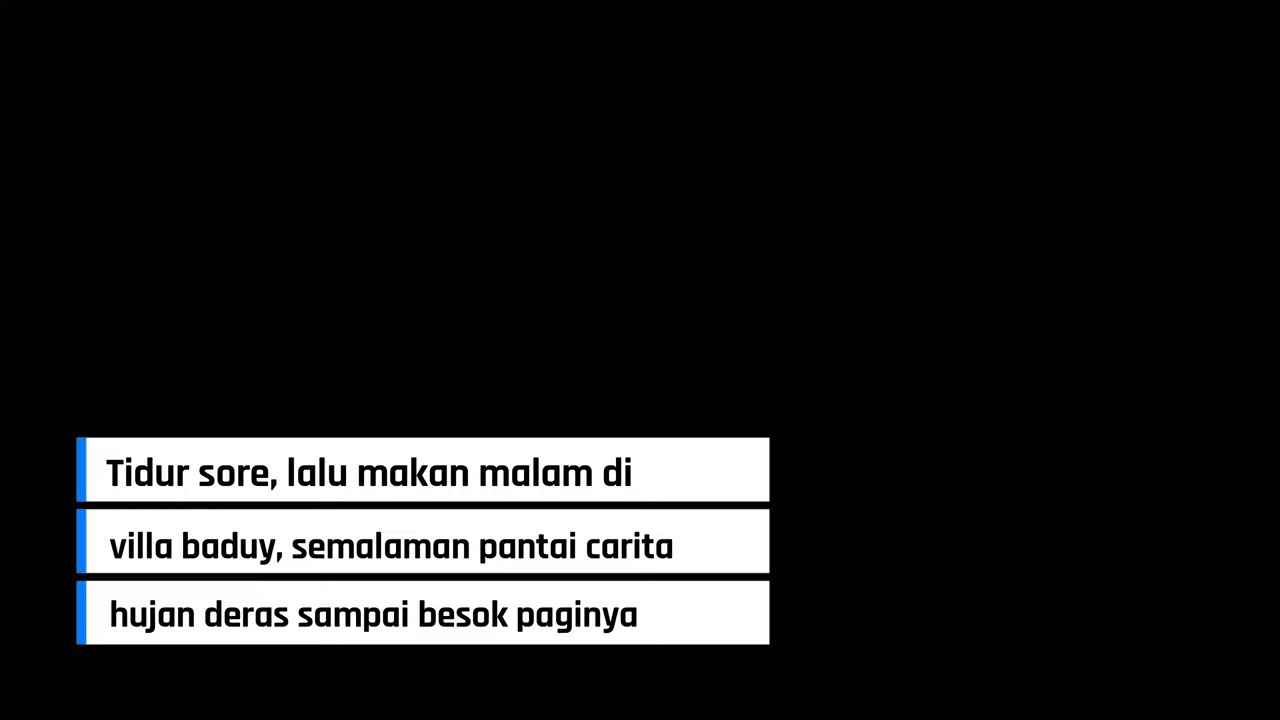 Tidur sore, lalu makan malam di
villa baduy, semalaman pantai carita
hujan deras sampai besok paginya